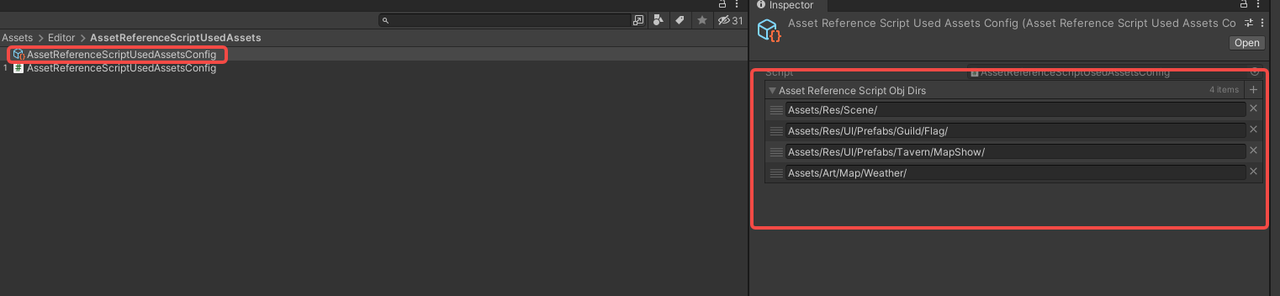 Inspector
31
Assets > Editor > AssetReferenceScriptUsedAssets
AssetReferenceScriptUsedAssetsConfig
1 # AssetReferenceScriptUsedAssetsConfig
Asset Reference Script Used Assets Config (Asset Reference Script Used Assets Co
Open
Script AssetReferenceScriptUsedAssetsConfig
Asset Reference Script Obj Dirs 4 items
Assets/Res/Scene/
Assets/Res/UI/Prefabs/Guild/Flag/
Assets/Res/UI/Prefabs/Tavern/MapShow/
Assets/Art/Map/Weather/